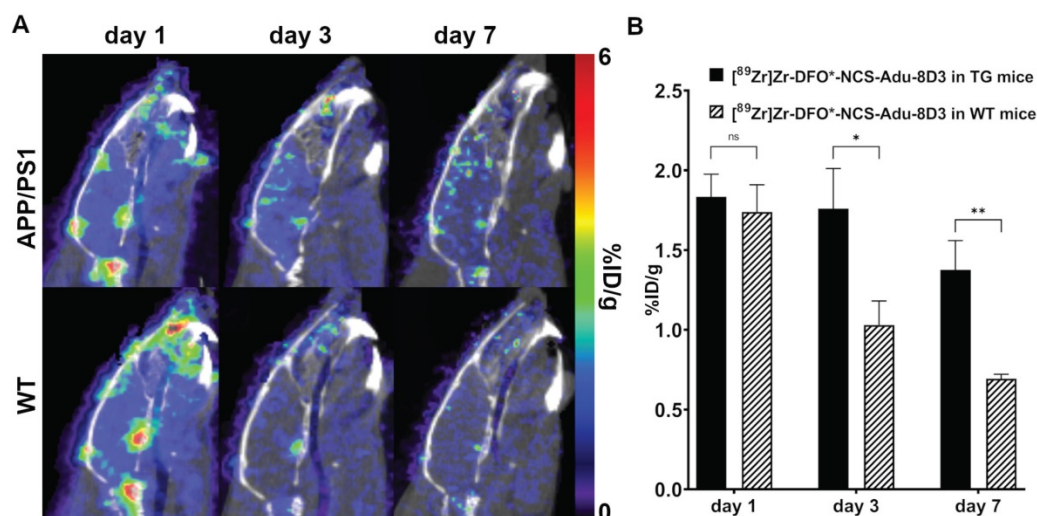 A
day 1 day 3 day 7
APP/PS1
WT
6
%ID/g
0
B
[⁸⁹Zr]Zr-DFO*-NCS-Adu-8D3 in TG mice
[⁸⁹Zr]Zr-DFO*-NCS-Adu-8D3 in WT mice
ns
*
**
%ID/g
2.5
2.0
1.5
1.0
0.5
0.0
day 1 day 3 day 7